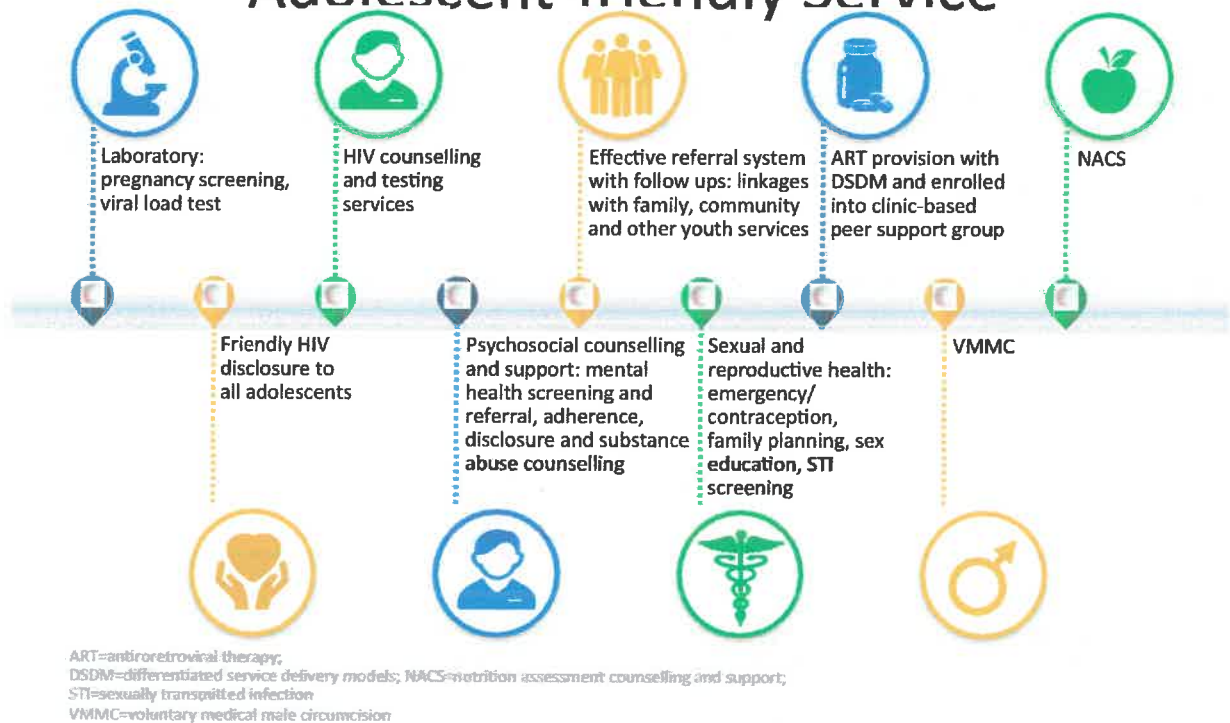 Adolescent-friendly Service
Laboratory:
pregnancy screening,
viral load test
HIV counselling
and testing
services
Effective referral system
with follow ups: linkages
with family, community
and other youth services
ART provision with
DSDM and enrolled
into clinic-based
peer support group
NACS
Friendly HIV
disclosure to
all adolescents
Psychosocial counselling
and support: mental
health screening and
referral, adherence,
disclosure and substance
abuse counselling
Sexual and
reproductive health:
emergency/
contraception,
family planning, sex
education, STI
screening
VMMC
ART=antiroretroviral therapy;
DSDM=differentiated service delivery models; NACS=nutrition assessment counselling and support;
STI=sexually transmitted infection
VMMC=voluntary medical male circumcision